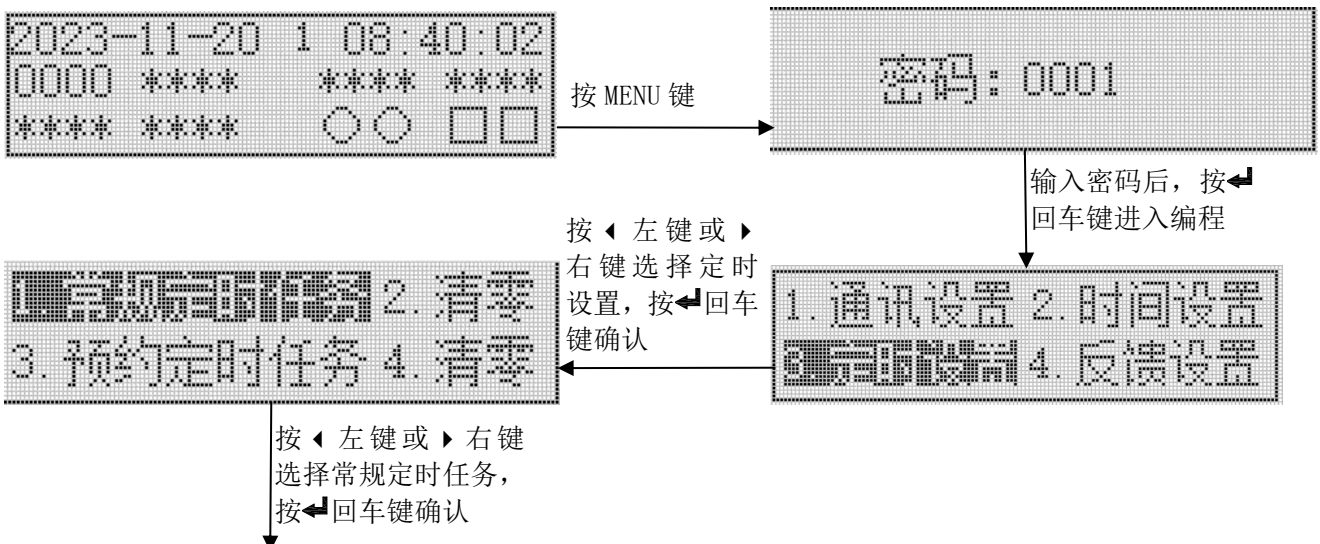 2023-11-20 1 08:40:02
0000 **** **** ****
**** **** ○○ □□
按 MENU 键
密码: 0001
输入密码后，按
回车键进入编程
1.通讯设置 2.时间设置
3.定时设置 4.反馈设置
按 左键或
右键选择定时
设置，按 回车
键确认
1.常规定时任务 2.清零
3.预约定时任务 4.清零
按 左键或 右键
选择常规定时任务，
按 回车键确认